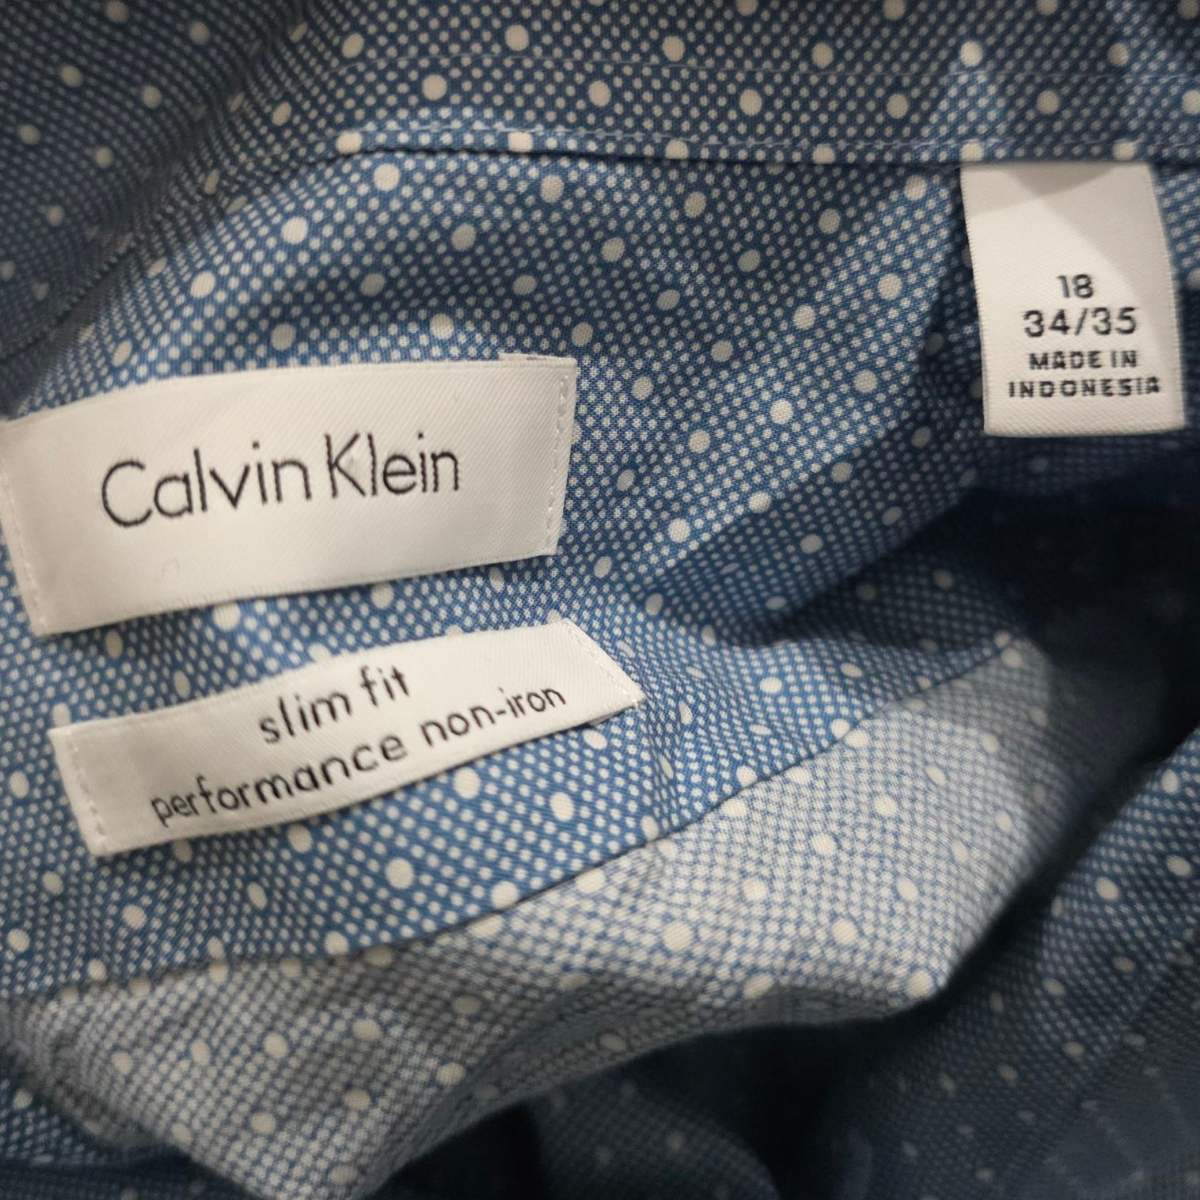 Calvin Klein
slim fit
performance non-iron
18
34/35
MADE IN
INDONESIA